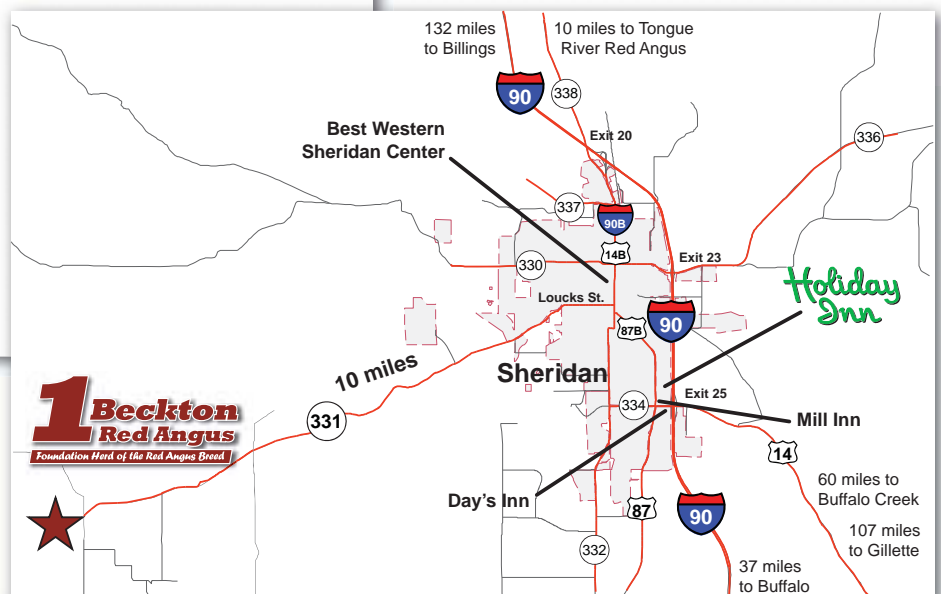 132 miles
to Billings
10 miles to Tongue
River Red Angus
90
338
336
Exit 20
Best Western
Sheridan Center
337
90B
14B
330
Exit 23
Holiday
Inn
Loucks St.
87B
90
10 miles
Sheridan
Exit 25
334
Mill Inn
1 Beckton
Red Angus
Foundation Herd of the Red Angus Breed
331
14
60 miles to
Buffalo Creek
Day's Inn
87
90
107 miles
to Gillette
332
37 miles
to Buffalo